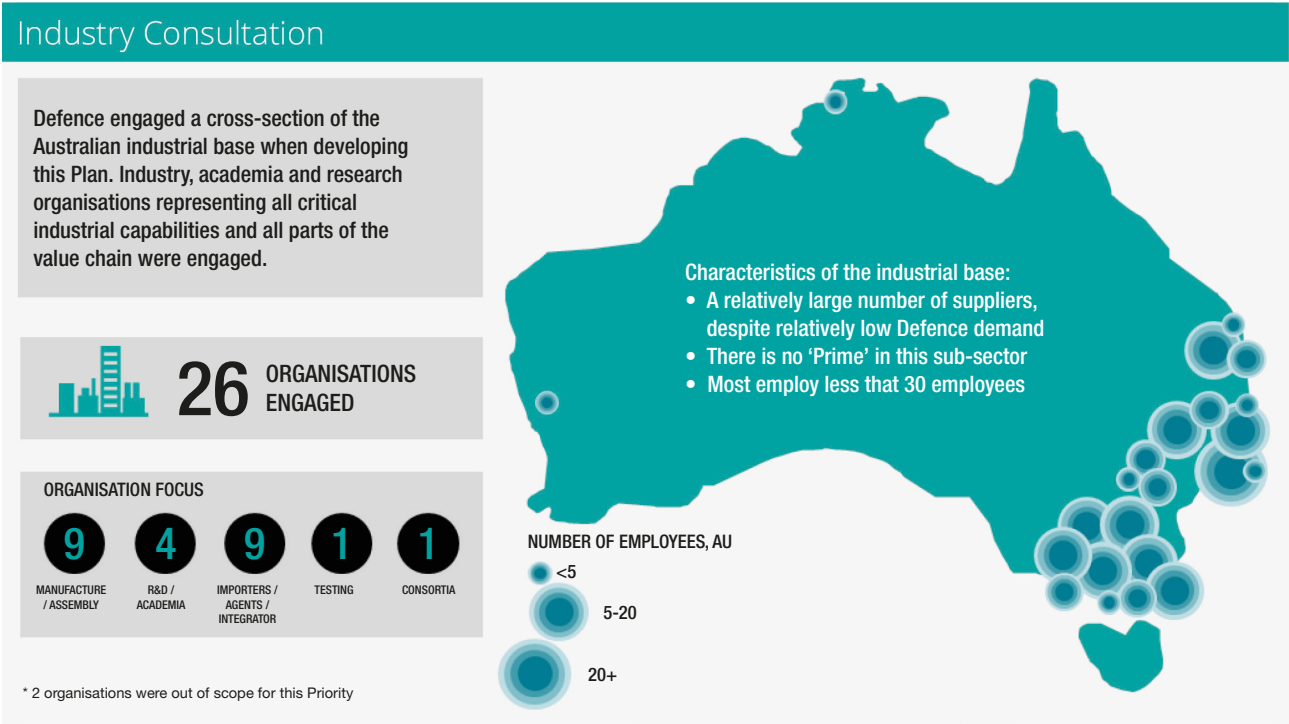 Industry Consultation
Defence engaged a cross-section of the
Australian industrial base when developing
this Plan. Industry, academia and research
organisations representing all critical
industrial capabilities and all parts of the
value chain were engaged.
26 ORGANISATIONS
ENGAGED
ORGANISATION FOCUS
9
MANUFACTURE
/ ASSEMBLY
4
R&D /
ACADEMIA
9
IMPORTERS /
AGENTS /
INTEGRATOR
1
TESTING
1
CONSORTIA
* 2 organisations were out of scope for this Priority
Characteristics of the industrial base:
• A relatively large number of suppliers,
despite relatively low Defence demand
• There is no ‘Prime’ in this sub-sector
• Most employ less that 30 employees
NUMBER OF EMPLOYEES, AU
<5
5-20
20+